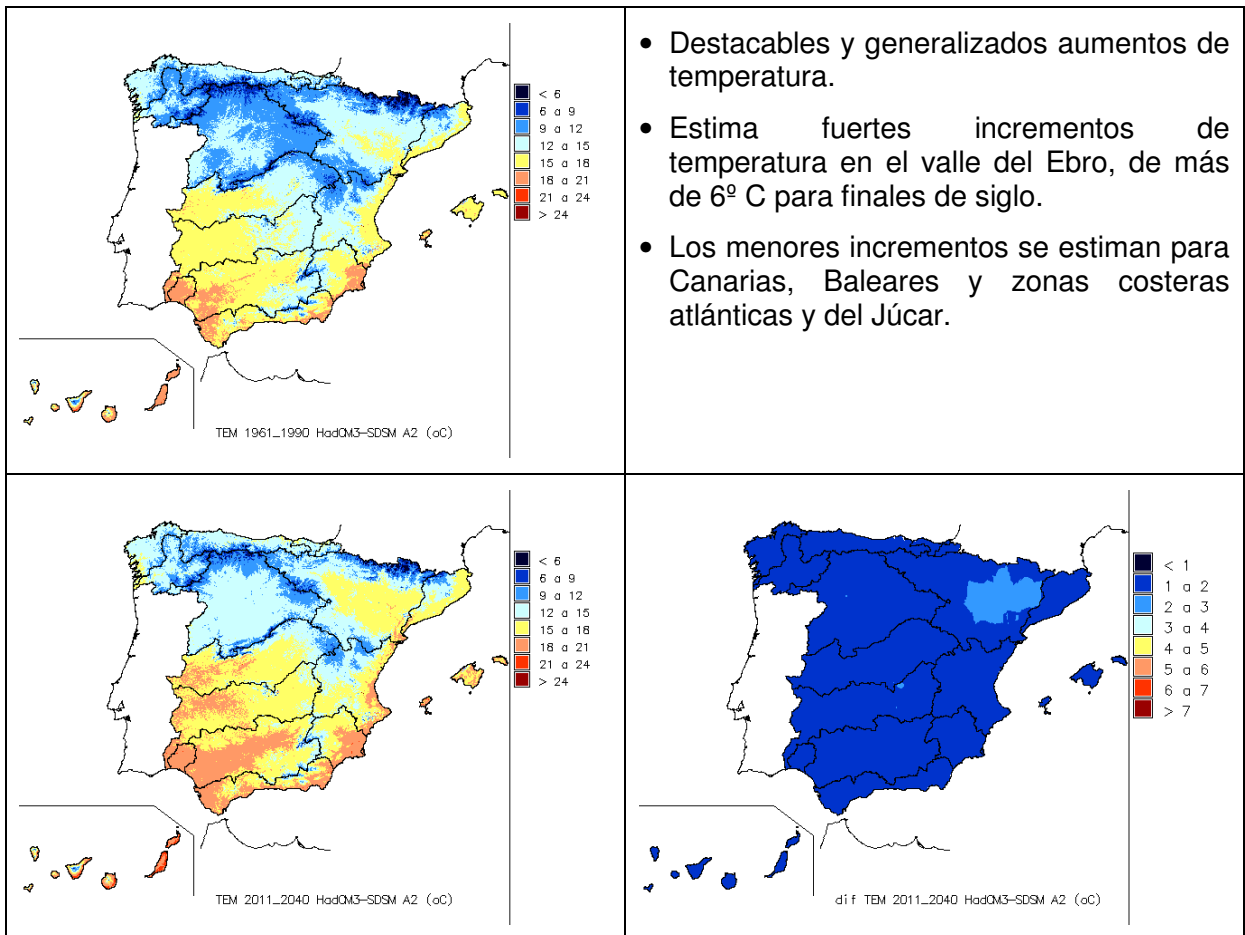 < 6
6 a 9
9 a 12
12 a 15
15 a 18
18 a 21
21 a 24
> 24
TEM 1961_1990 HadCM3-SDSM A2 (oC)
• Destacables y generalizados aumentos de
temperatura.
• Estima fuertes incrementos de
temperatura en el valle del Ebro, de más
de 6º C para finales de siglo.
• Los menores incrementos se estiman para
Canarias, Baleares y zonas costeras
atlánticas y del Júcar.
< 6
6 a 9
9 a 12
12 a 15
15 a 18
18 a 21
21 a 24
> 24
TEM 2011_2040 HadCM3-SDSM A2 (oC)
< 1
1 a 2
2 a 3
3 a 4
4 a 5
5 a 6
6 a 7
> 7
dif TEM 2011_2040 HadCM3-SDSM A2 (oC)